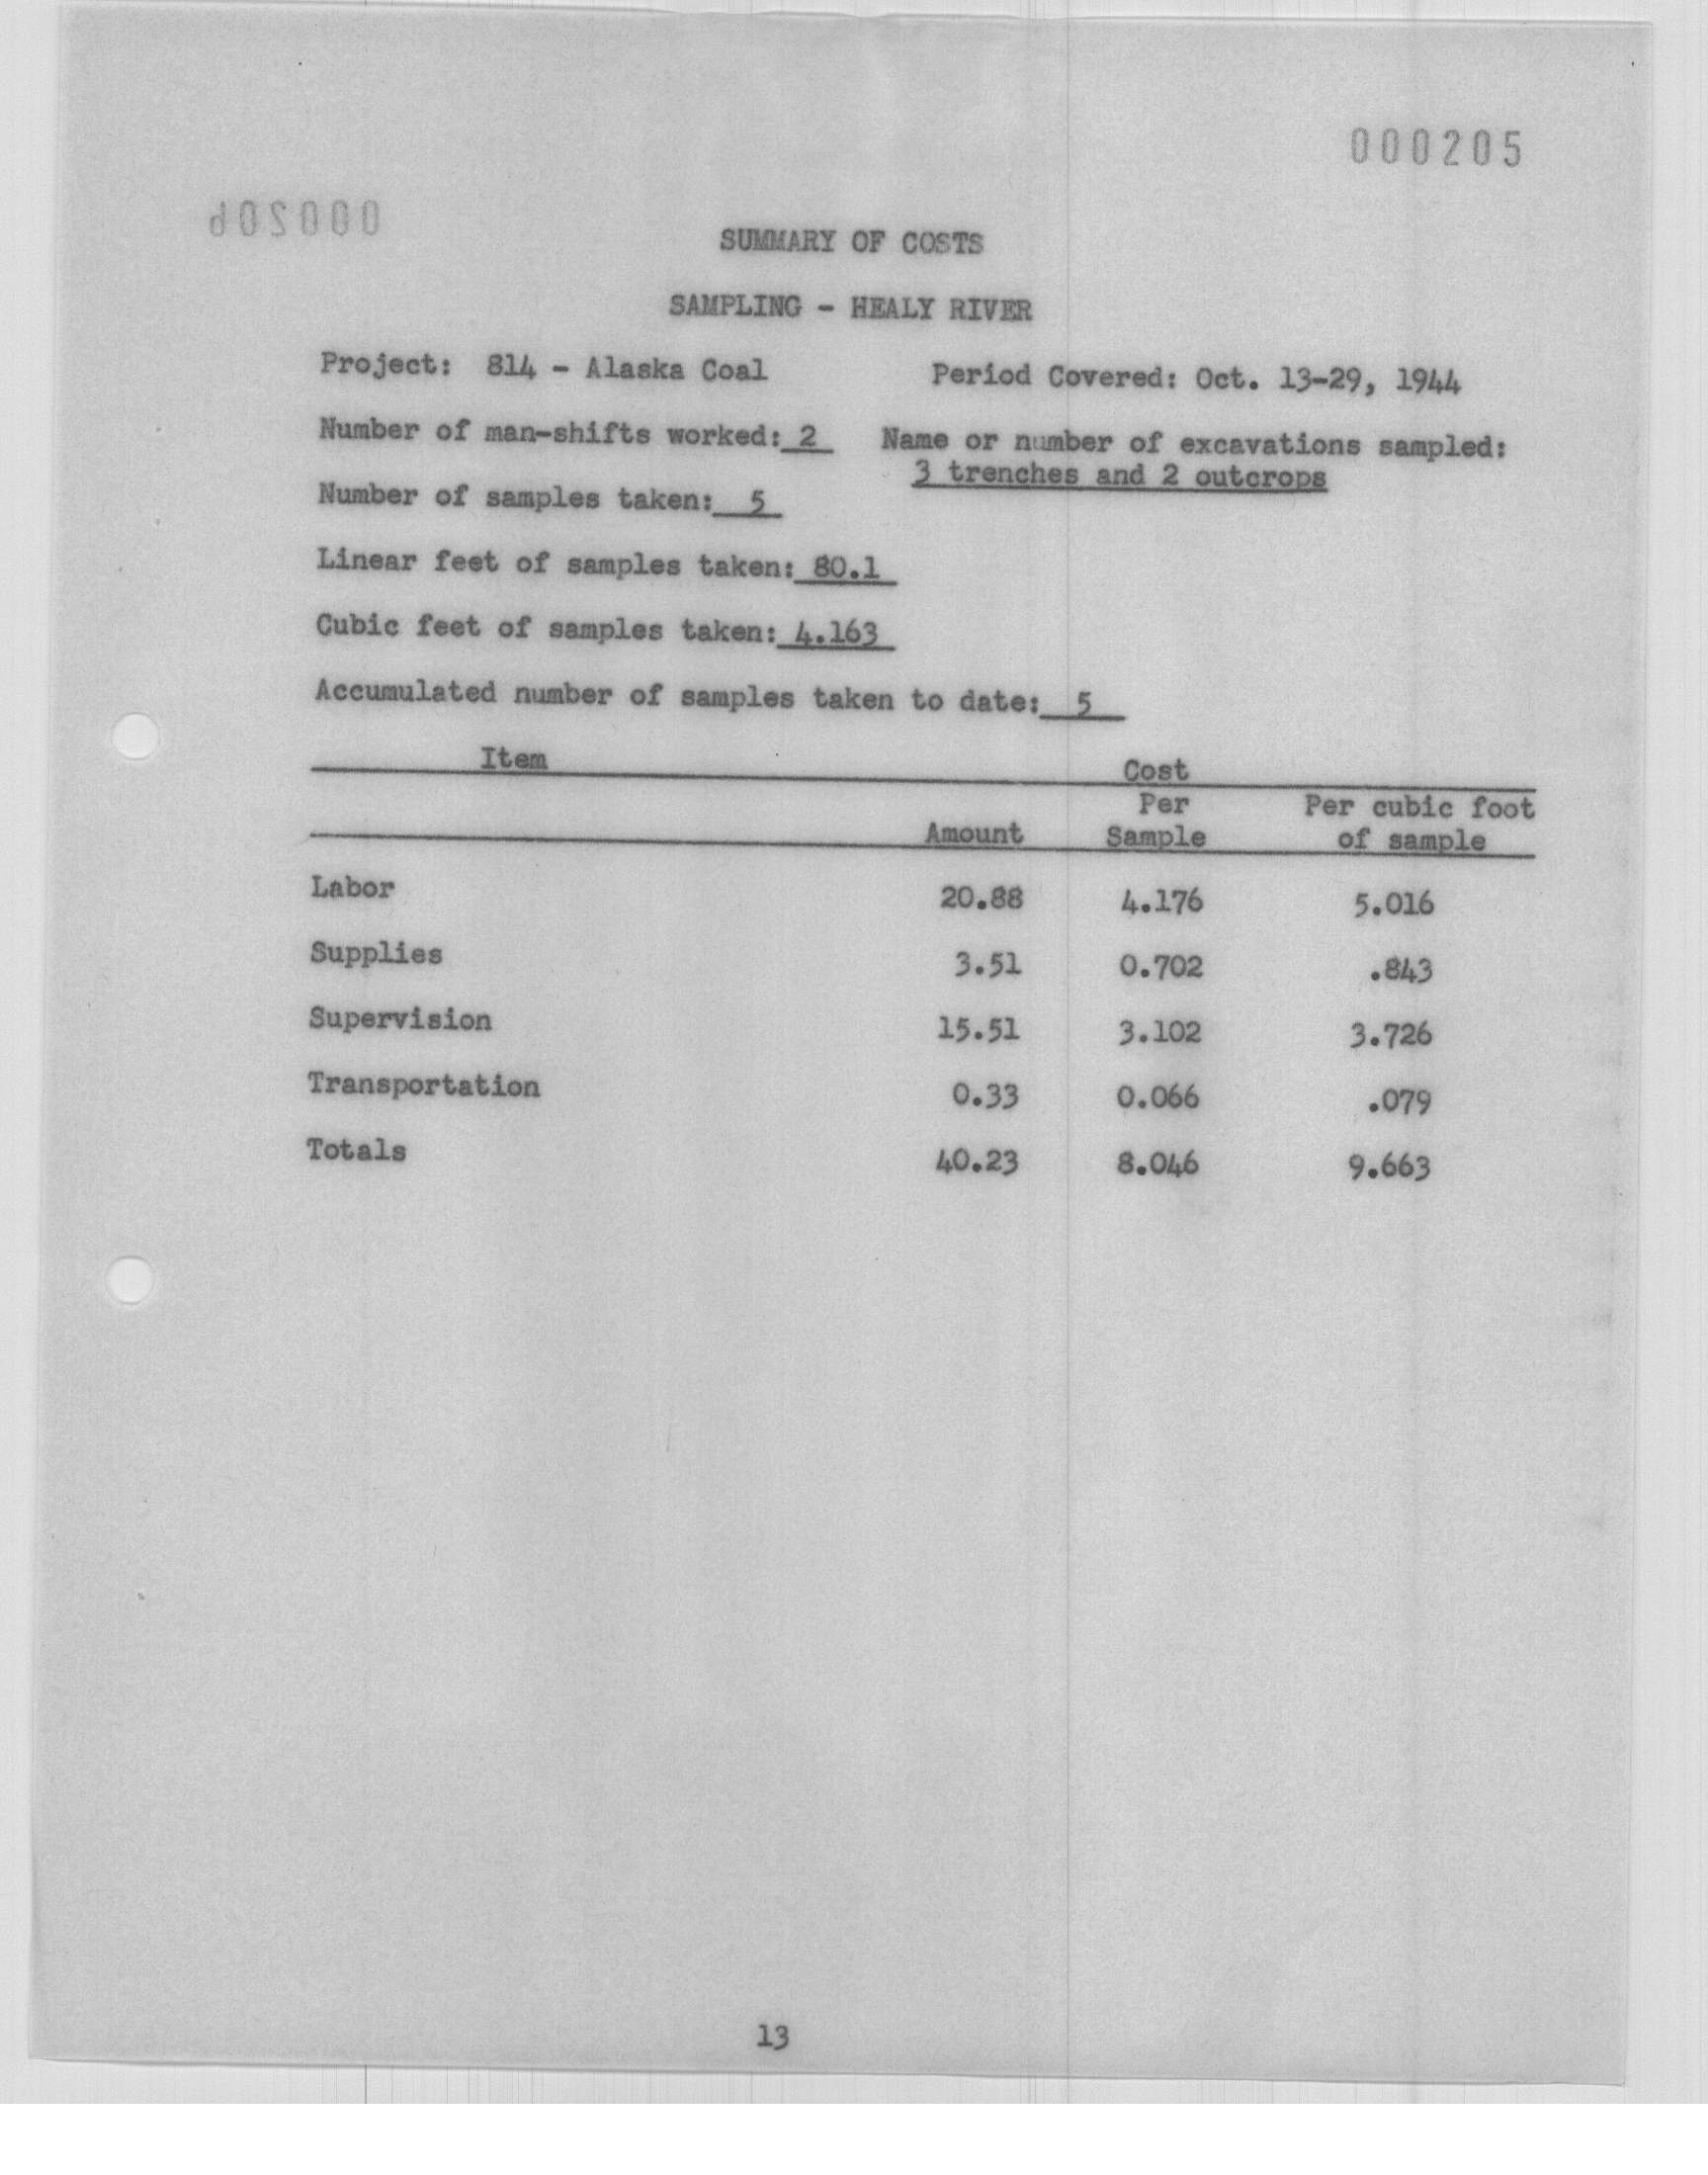 000205
000206
SUMMARY OF COSTS
SAMPLING - HEALY RIVER
Project: 814 - Alaska Coal Period Covered: Oct. 13-29, 1944
Number of man-shifts worked: 2 Name or number of excavations sampled:
3 trenches and 2 outcrops
Number of samples taken: 5
Linear feet of samples taken: 80.1
Cubic feet of samples taken: 4.163
Accumulated number of samples taken to date: 5
Item Cost
Per Per cubic foot
Amount Sample of sample
Labor 20.88 4.176 5.016
Supplies 3.51 0.702 .843
Supervision 15.51 3.102 3.726
Transportation 0.33 0.066 .079
Totals 40.23 8.046 9.663
13